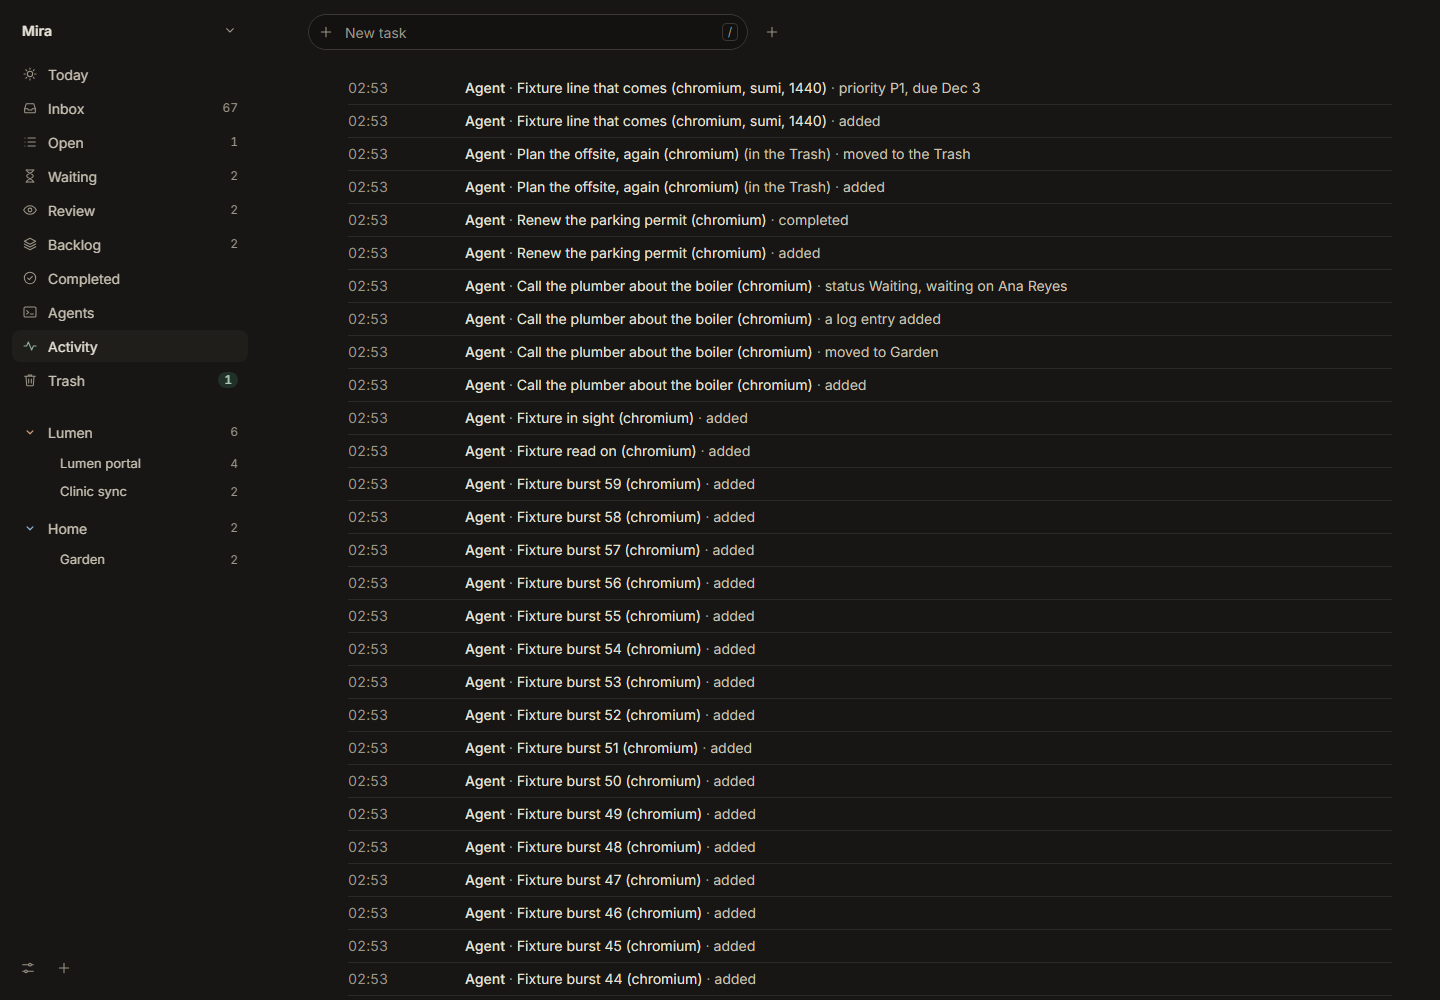 Mira
Today
Inbox 67
Open 1
Waiting 2
Review 2
Backlog 2
Completed
Agents
Activity
Trash 1
Lumen 6
Lumen portal 4
Clinic sync 2
Home 2
Garden 2
New task /
02:53 Agent · Fixture line that comes (chromium, sumi, 1440) · priority P1, due Dec 3
02:53 Agent · Fixture line that comes (chromium, sumi, 1440) · added
02:53 Agent · Plan the offsite, again (chromium) (in the Trash) · moved to the Trash
02:53 Agent · Plan the offsite, again (chromium) (in the Trash) · added
02:53 Agent · Renew the parking permit (chromium) · completed
02:53 Agent · Renew the parking permit (chromium) · added
02:53 Agent · Call the plumber about the boiler (chromium) · status Waiting, waiting on Ana Reyes
02:53 Agent · Call the plumber about the boiler (chromium) · a log entry added
02:53 Agent · Call the plumber about the boiler (chromium) · moved to Garden
02:53 Agent · Call the plumber about the boiler (chromium) · added
02:53 Agent · Fixture in sight (chromium) · added
02:53 Agent · Fixture read on (chromium) · added
02:53 Agent · Fixture burst 59 (chromium) · added
02:53 Agent · Fixture burst 58 (chromium) · added
02:53 Agent · Fixture burst 57 (chromium) · added
02:53 Agent · Fixture burst 56 (chromium) · added
02:53 Agent · Fixture burst 55 (chromium) · added
02:53 Agent · Fixture burst 54 (chromium) · added
02:53 Agent · Fixture burst 53 (chromium) · added
02:53 Agent · Fixture burst 52 (chromium) · added
02:53 Agent · Fixture burst 51 (chromium) · added
02:53 Agent · Fixture burst 50 (chromium) · added
02:53 Agent · Fixture burst 49 (chromium) · added
02:53 Agent · Fixture burst 48 (chromium) · added
02:53 Agent · Fixture burst 47 (chromium) · added
02:53 Agent · Fixture burst 46 (chromium) · added
02:53 Agent · Fixture burst 45 (chromium) · added
02:53 Agent · Fixture burst 44 (chromium) · added